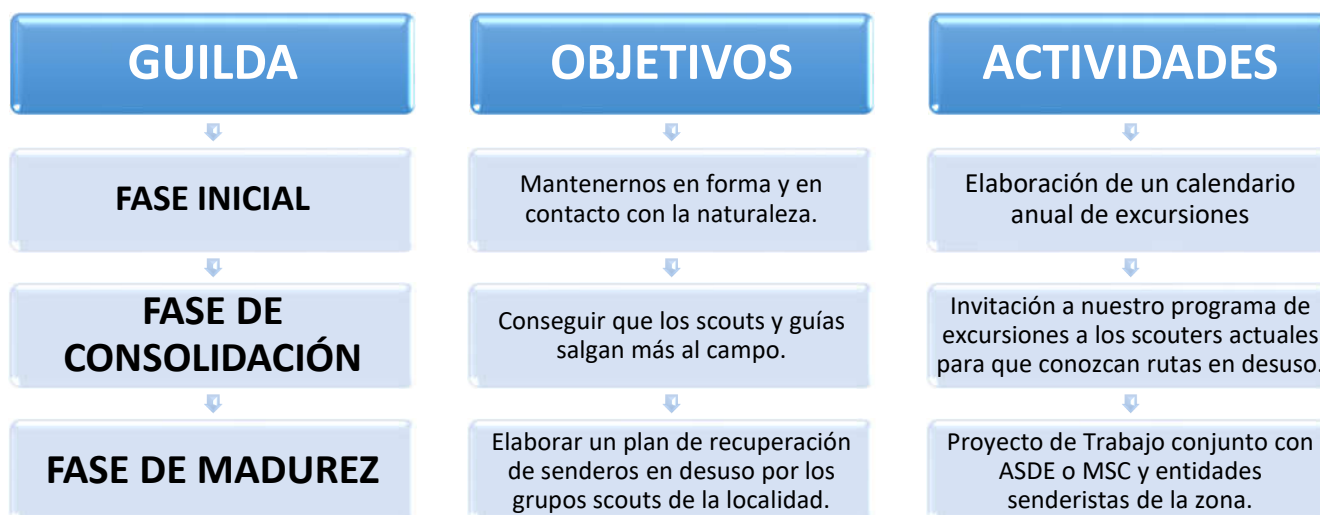 GUILDA
FASE INICIAL
FASE DE
CONSOLIDACIÓN
FASE DE MADUREZ
OBJETIVOS
Mantenernos en forma y en
contacto con la naturaleza.
Conseguir que los scouts y guías
salgan más al campo.
Elaborar un plan de recuperación
de senderos en desuso por los
grupos scouts de la localidad.
ACTIVIDADES
Elaboración de un calendario
anual de excursiones
Invitación a nuestro programa de
excursiones a los scouters actuales
para que conozcan rutas en desuso.
Proyecto de Trabajo conjunto con
ASDE o MSC y entidades
senderistas de la zona.